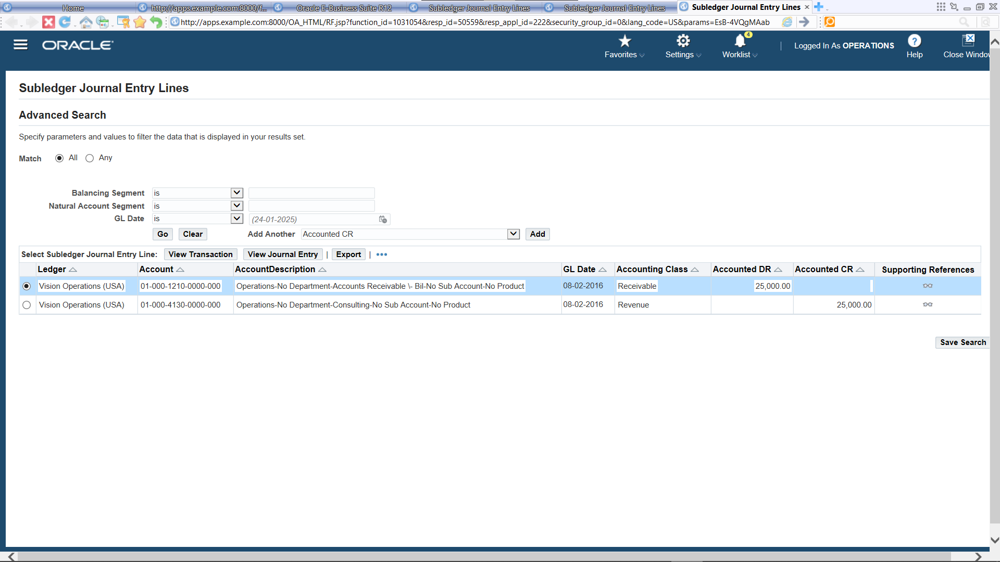 Home http://apps.example.com:8000/f... Oracle E-Business Suite R12 Subledger Journal Entry Lines Subledger Journal Entry Lines Subledger Journal Entry Lines
http://apps.example.com:8000/OA_HTML/RF.jsp?function_id=1031054&resp_id=50559&resp_appl_id=222&security_group_id=0&lang_code=US&params=EsB-4VQgMAab
ORACLE
4
Favorites Settings Worklist Logged In As OPERATIONS Help Close Window
Subledger Journal Entry Lines
Advanced Search
Specify parameters and values to filter the data that is displayed in your results set.
Match All Any
Balancing Segment is
Natural Account Segment is
GL Date is (24-01-2025)
Go Clear Add Another Accounted CR Add
Select Subledger Journal Entry Line: View Transaction View Journal Entry | Export | •••
Ledger Account AccountDescription GL Date Accounting Class Accounted DR Accounted CR Supporting References
Vision Operations (USA) 01-000-1210-0000-000 Operations-No Department-Accounts Receivable \- Bil-No Sub Account-No Product 08-02-2016 Receivable 25,000.00
Vision Operations (USA) 01-000-4130-0000-000 Operations-No Department-Consulting-No Sub Account-No Product 08-02-2016 Revenue 25,000.00
Save Search